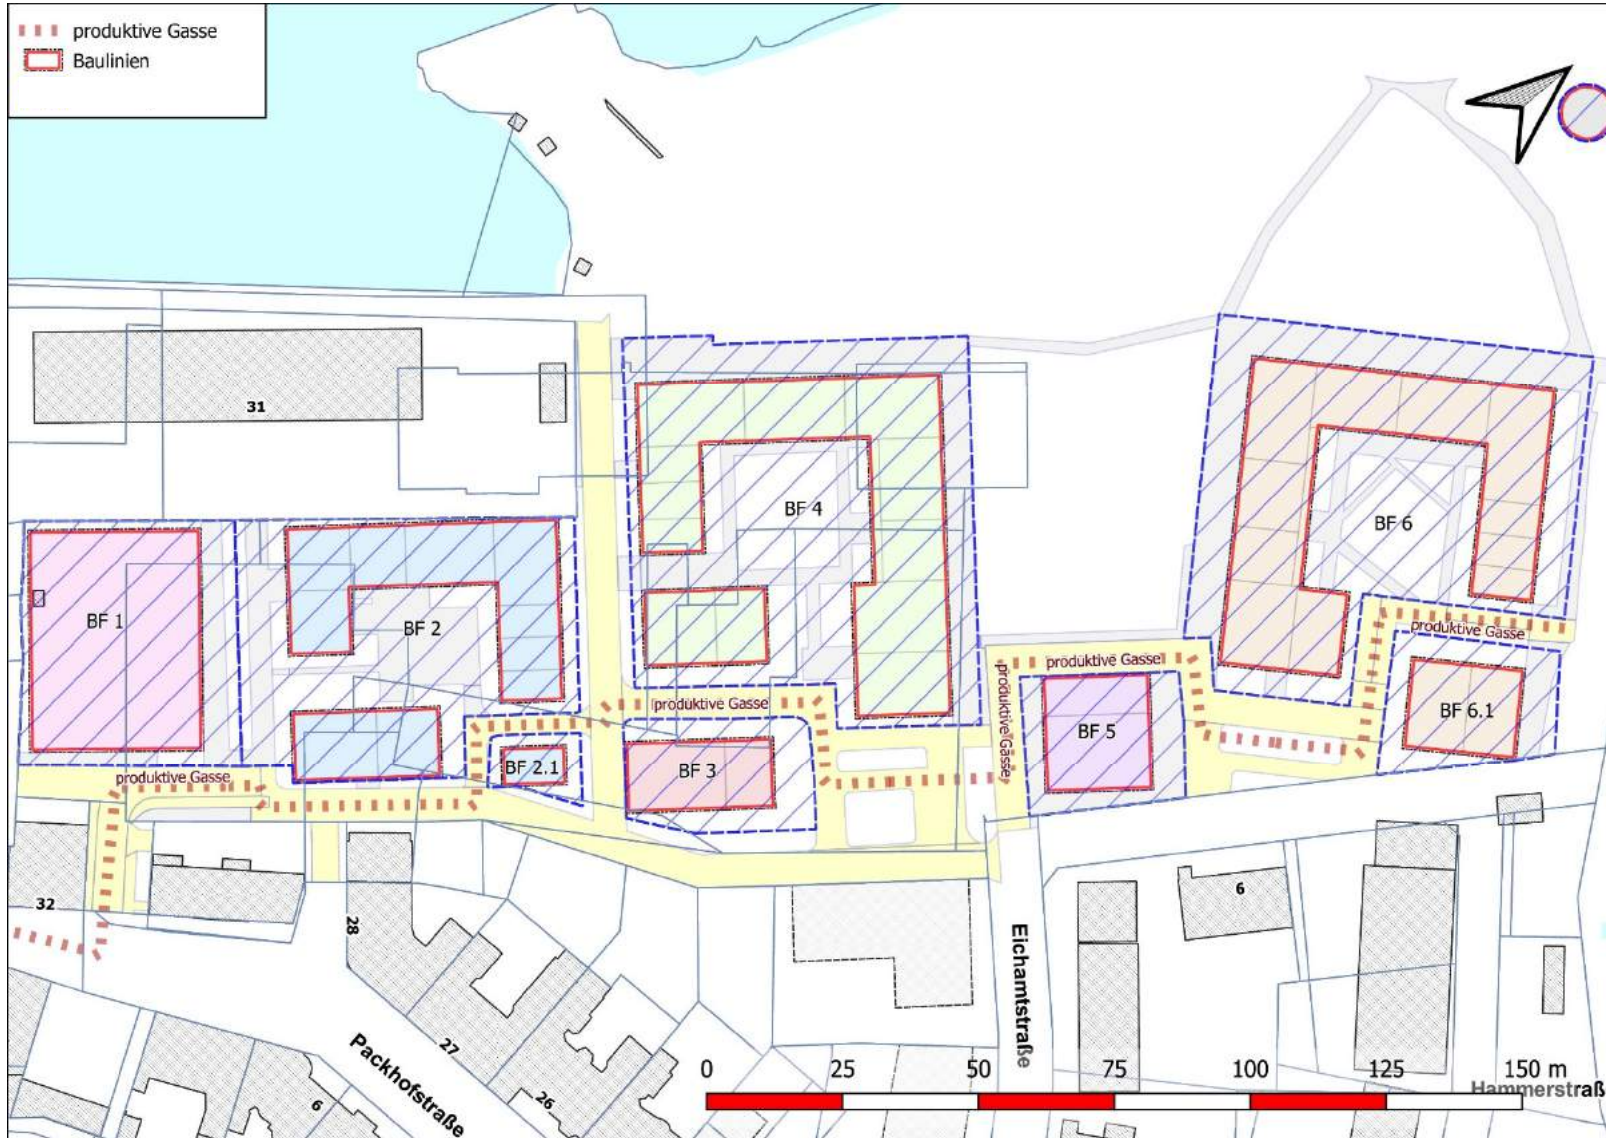 produktive Gasse
Baulinien
31
BF 4
BF 6
BF 1
BF 2
produktive Gasse
produktive Gasse
produktive Gasse
produktive Gasse
BF 6.1
BF 5
BF 2.1
BF 3
produktive Gasse
32
28
6
Eichamtstraße
27
26
Packhofstraße
6
0 25 50 75 100 125 150 m
Hammerstraß